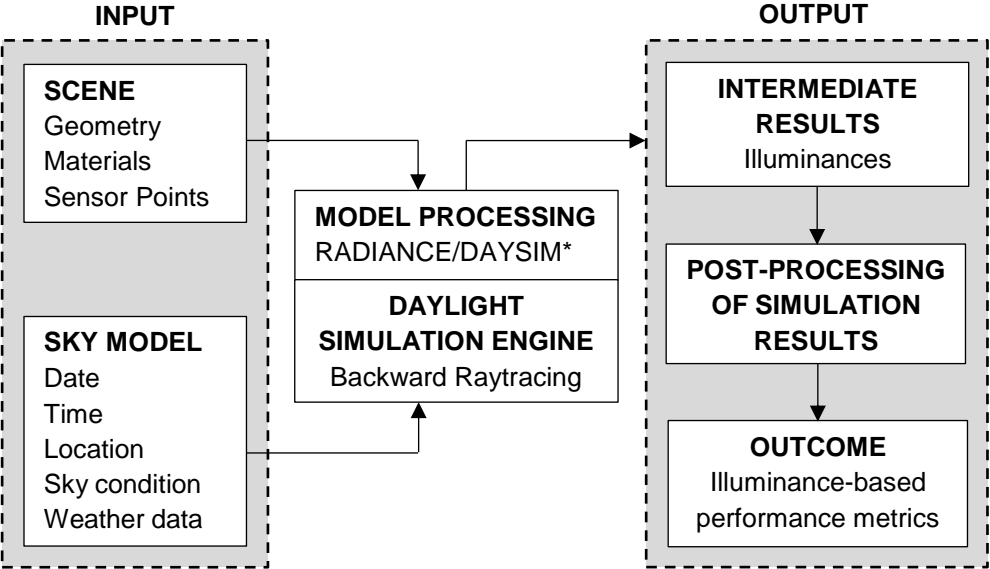 INPUT
SCENE
Geometry
Materials
Sensor Points
SKY MODEL
Date
Time
Location
Sky condition
Weather data
MODEL PROCESSING
RADIANCE/DAYSIM*
DAYLIGHT
SIMULATION ENGINE
Backward Raytracing
OUTPUT
INTERMEDIATE
RESULTS
Illuminances
POST-PROCESSING
OF SIMULATION
RESULTS
OUTCOME
Illuminance-based
performance metrics